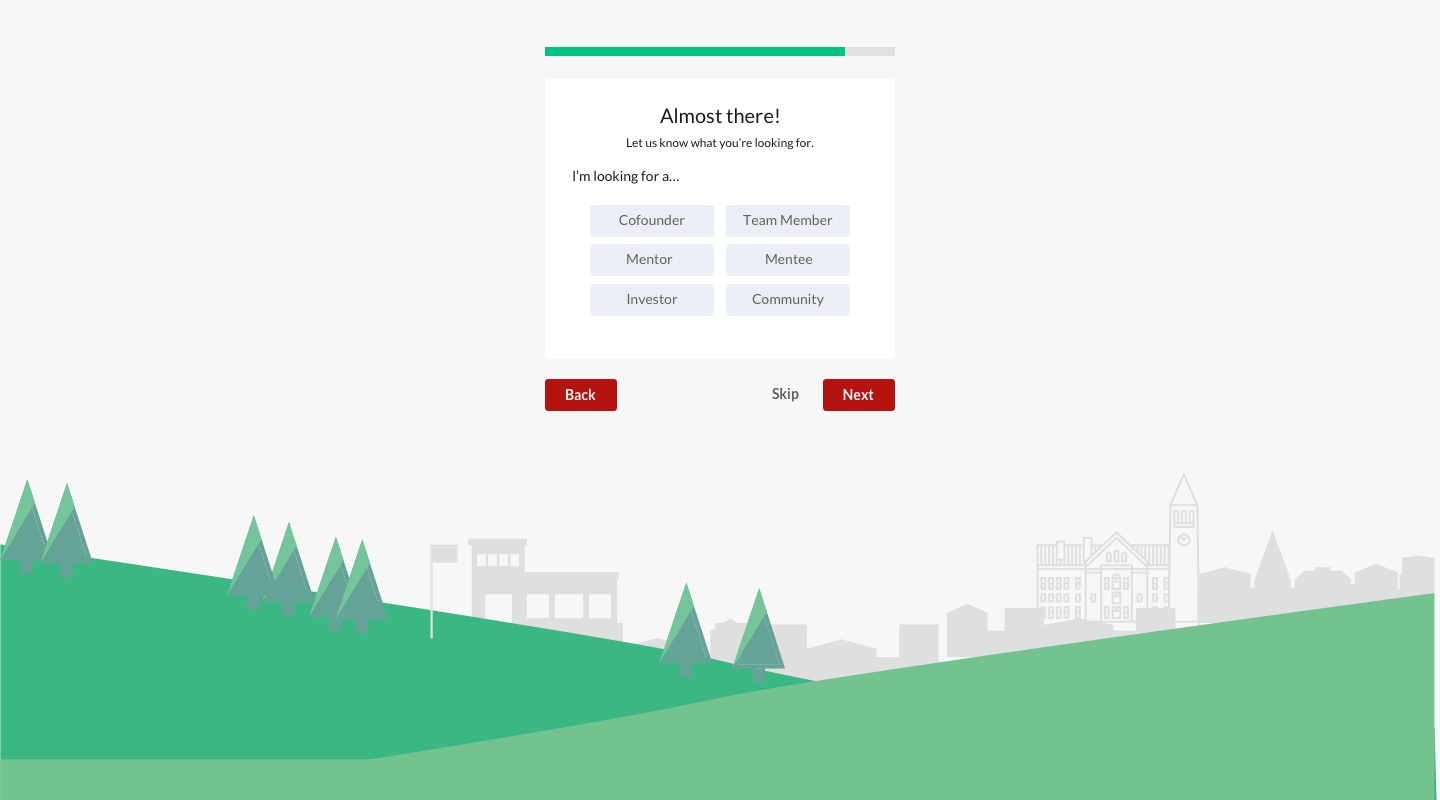 Almost there!
Let us know what you’re looking for.
I’m looking for a...
Cofounder
Team Member
Mentor
Mentee
Investor
Community
Back
Skip
Next